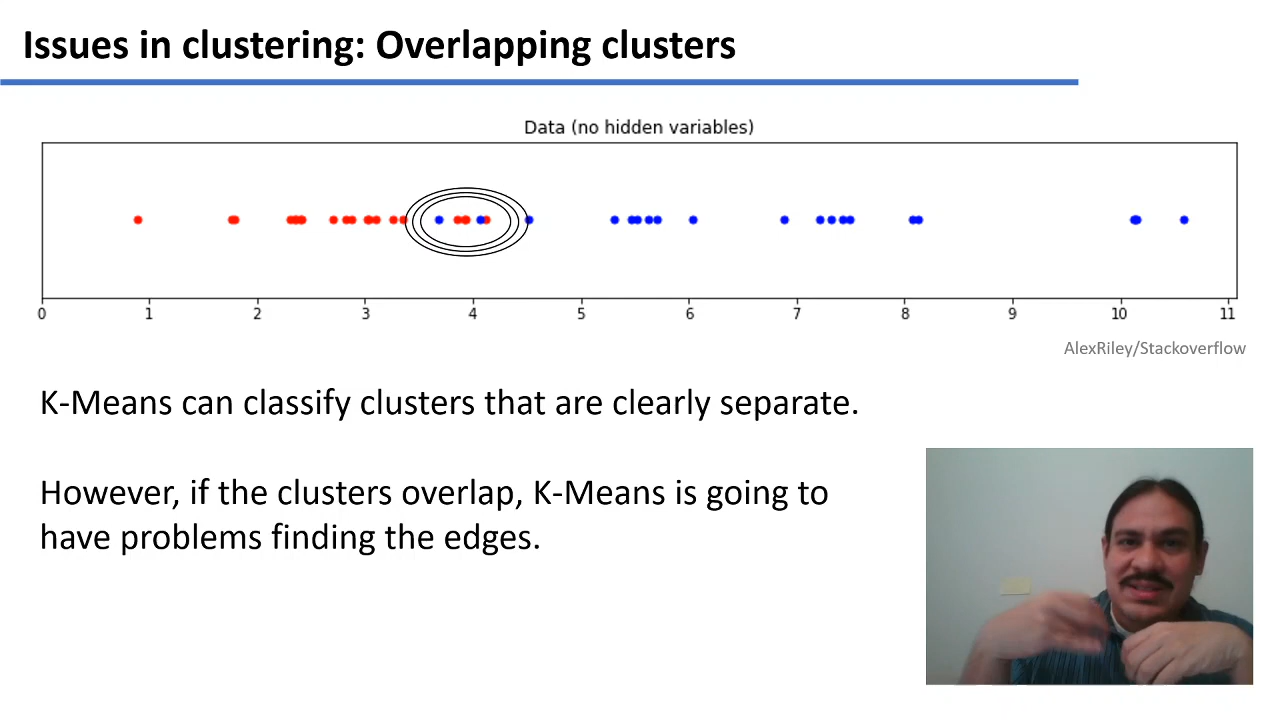 Issues in clustering: Overlapping clusters
Data (no hidden variables)
0 1 2 3 4 5 6 7 8 9 10 11
AlexRiley/Stackoverflow
K-Means can classify clusters that are clearly separate.
However, if the clusters overlap, K-Means is going to
have problems finding the edges.